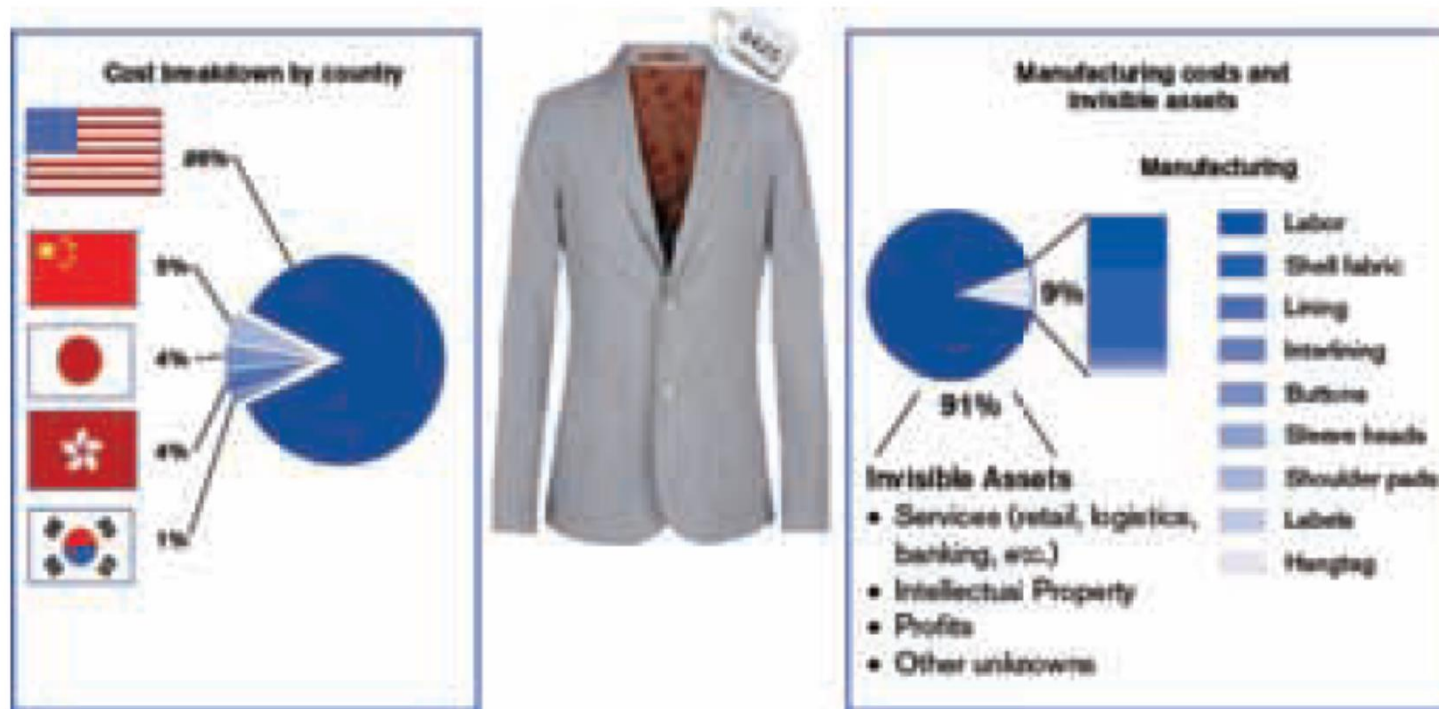 Cost breakdown by country
5%
4%
4%
1%
Manufacturing costs and
invisible assets
Manufacturing
Labor
Shell fabric
Lining
Interlining
Buttons
Sleeve heads
Shoulder pads
Labels
Hangtag
9%
91%
Invisible Assets
• Services (retail, logistics,
banking, etc.)
• Intellectual Property
• Profits
• Other unknowns